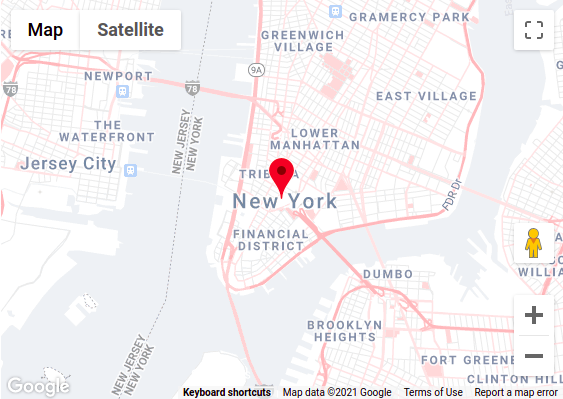 Map
Satellite
GRAMERCY PARK
GREENWICH
VILLAGE
9A
78
NEWPORT
78
EAST VILLAGE
THE
WATERFRONT
LOWER
MANHATTAN
NEW JERSEY
NEW YORK
Jersey City
New York
FDR Dr
FINANCIAL
DISTRICT
DUMBO
WILLIA
BROOKLYN
HEIGHTS
NEW JERSEY
NEW YORK
FORT GREENE
CLINTON HILL
Google
Keyboard shortcuts
Map data ©2021 Google
Terms of Use
Report a map error